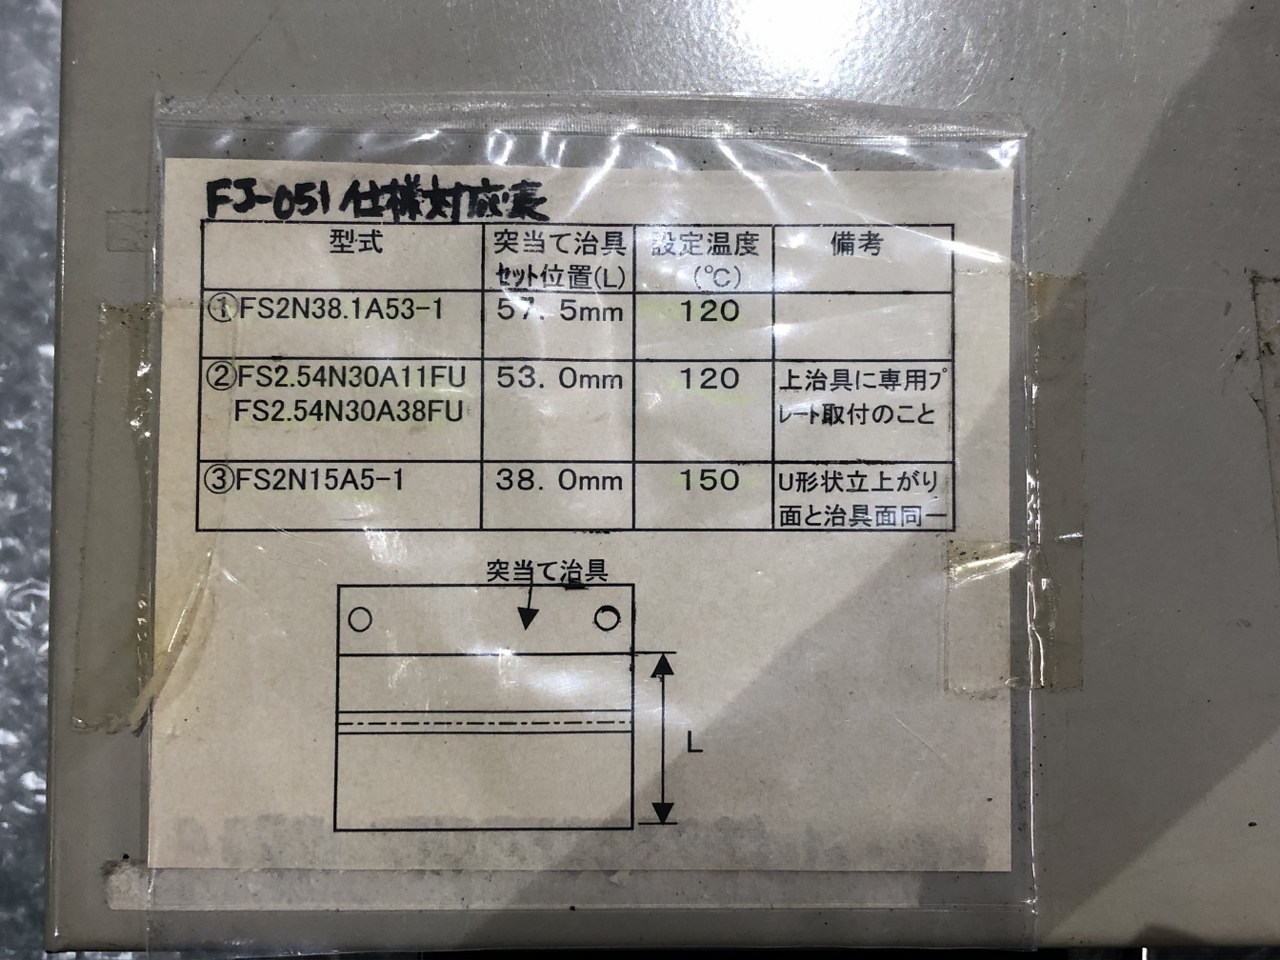 FJ-051 仕様対応表
型式
突当て治具
セット位置(L)
設定温度
(℃)
備考
①FS2N38.1A53-1
57.5mm
120
②FS2.54N30A11FU
FS2.54N30A38FU
53.0mm
120
上治具に専用プ
レート取付のこと
③FS2N15A5-1
38.0mm
150
U形状立上がり
面と治具面同一
突当て治具
L